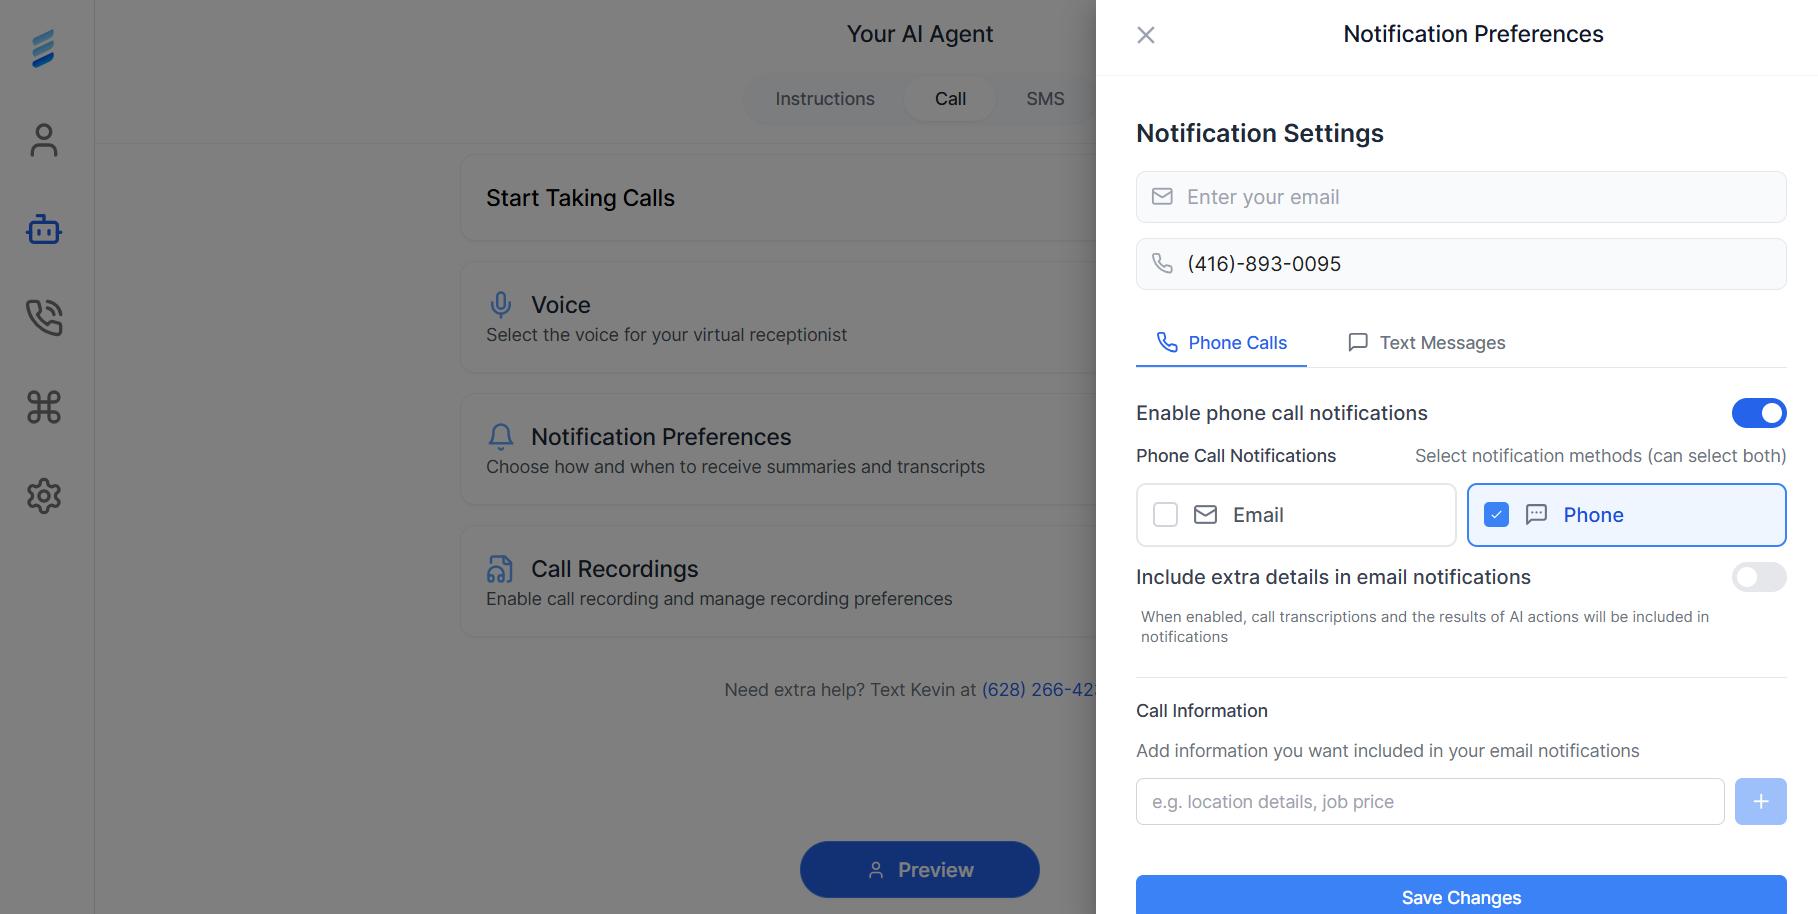 Your AI Agent
Instructions
Call
SMS
Start Taking Calls
Voice
Select the voice for your virtual receptionist
Notification Preferences
Choose how and when to receive summaries and transcripts
Call Recordings
Enable call recording and manage recording preferences
Need extra help? Text Kevin at (628) 266-42
Preview
Notification Preferences
Notification Settings
Enter your email
(416)-893-0095
Phone Calls
Text Messages
Enable phone call notifications
Phone Call Notifications
Select notification methods (can select both)
Email
Phone
Include extra details in email notifications
When enabled, call transcriptions and the results of AI actions will be included in
notifications
Call Information
Add information you want included in your email notifications
e.g. location details, job price
Save Changes